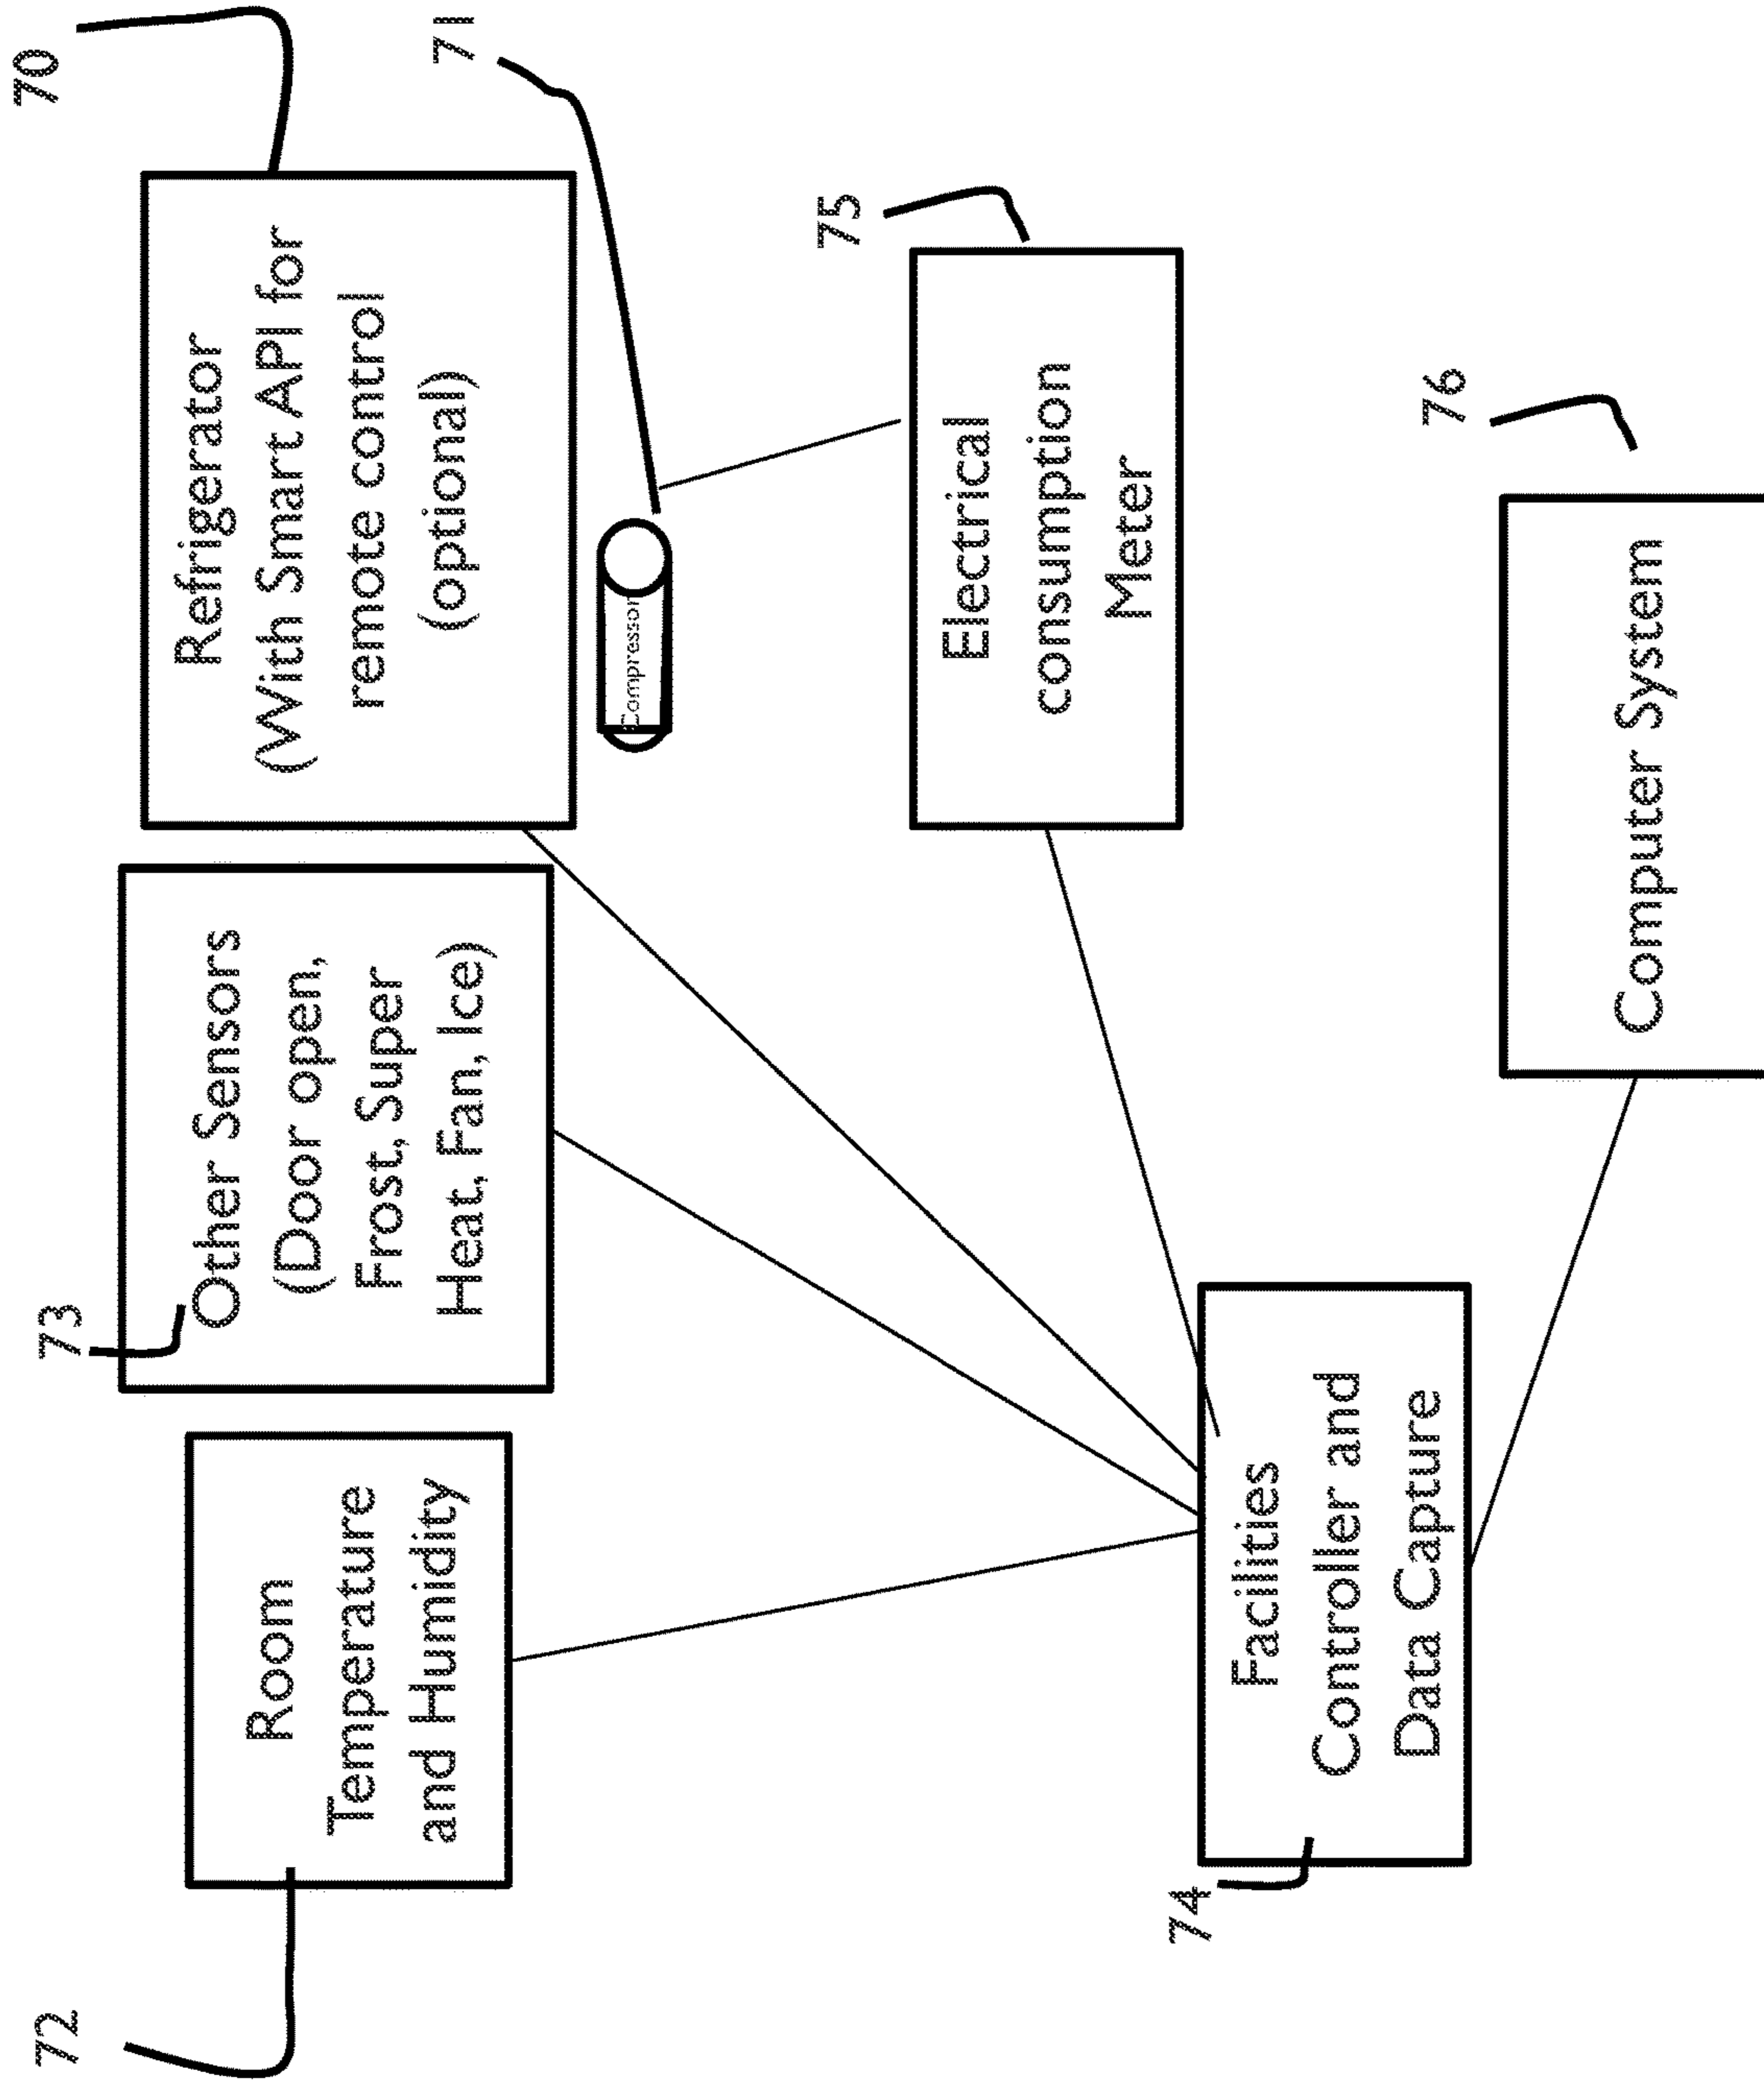 70
Refrigerator
(With Smart API for
remote control
(optional)
71
Compressor
73
Other Sensors
(Door open,
Frost, Super
Heat, Fan, Ice)
72
Room
Temperature
and Humidity
75
Electrical
consumption
Meter
74
Facilities
Controller and
Data Capture
76
Computer System